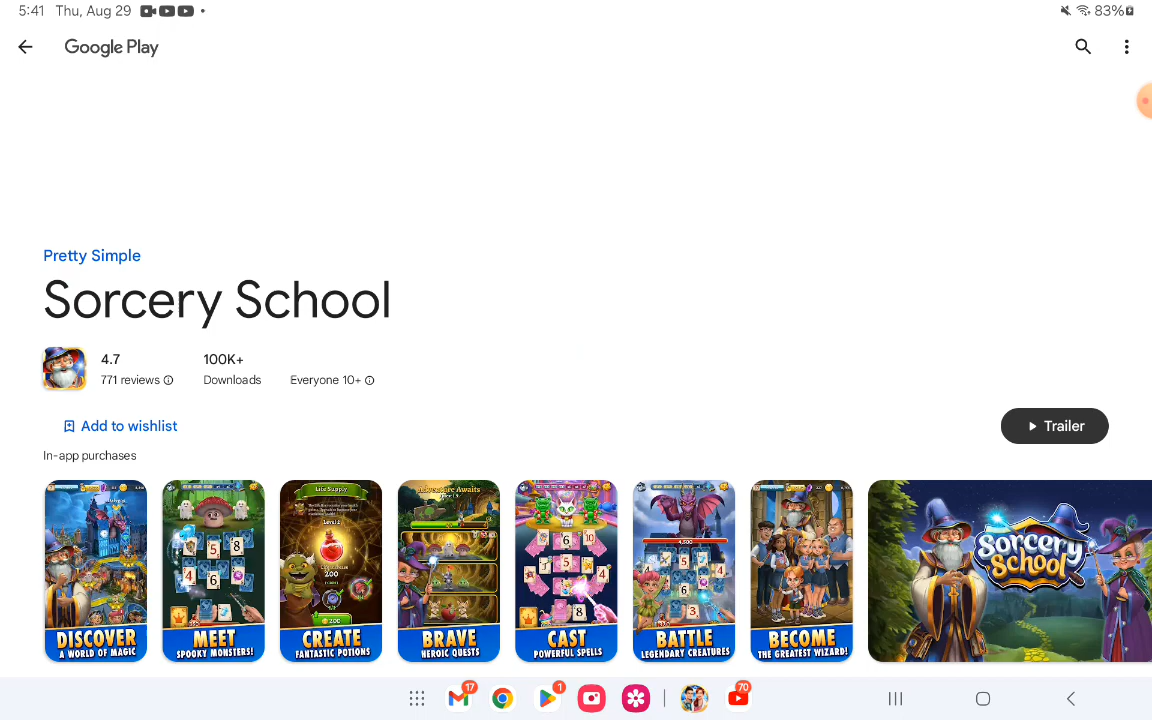 5:41 Thu, Aug 29 83%
Google Play
Pretty Simple
Sorcery School
4.7 100K+
771 reviews Downloads Everyone 10+
Add to wishlist Trailer
In-app purchases
DISCOVER
A WORLD OF MAGIC
MEET
SPOOKY MONSTERS!
CREATE
FANTASTIC POTIONS
BRAVE
HEROIC QUESTS
CAST
POWERFUL SPELLS
BATTLE
LEGENDARY CREATURES
BECOME
THE GREATEST WIZARD!
Sorcery
School
17 1 70